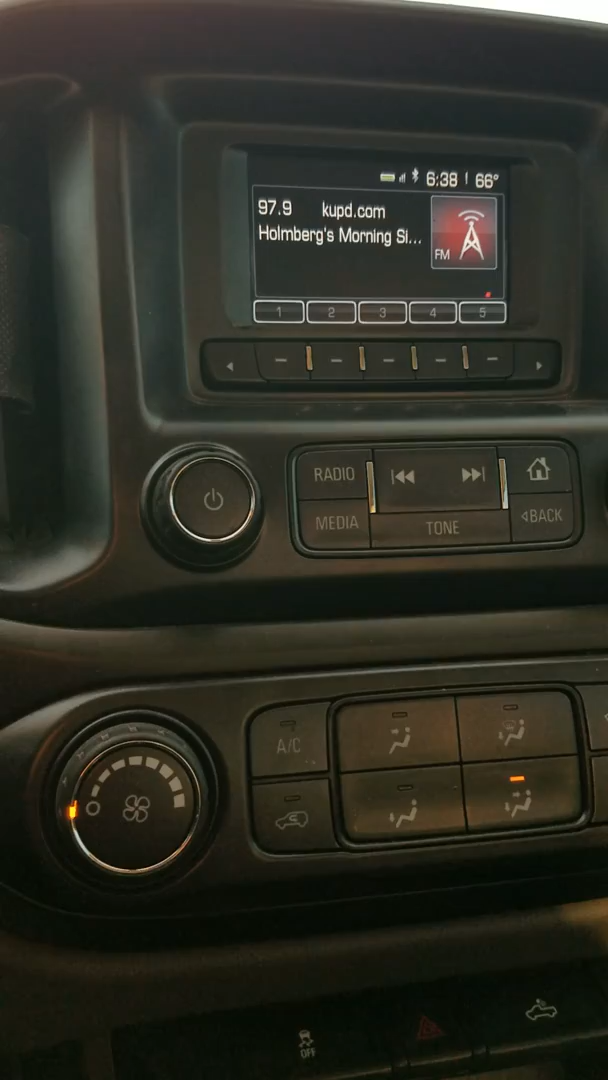 6:38 66°
97.9 kupd.com
Holmberg's Morning Si...
FM
1 2 3 4 5
RADIO
MEDIA
TONE
BACK
A/C
OFF